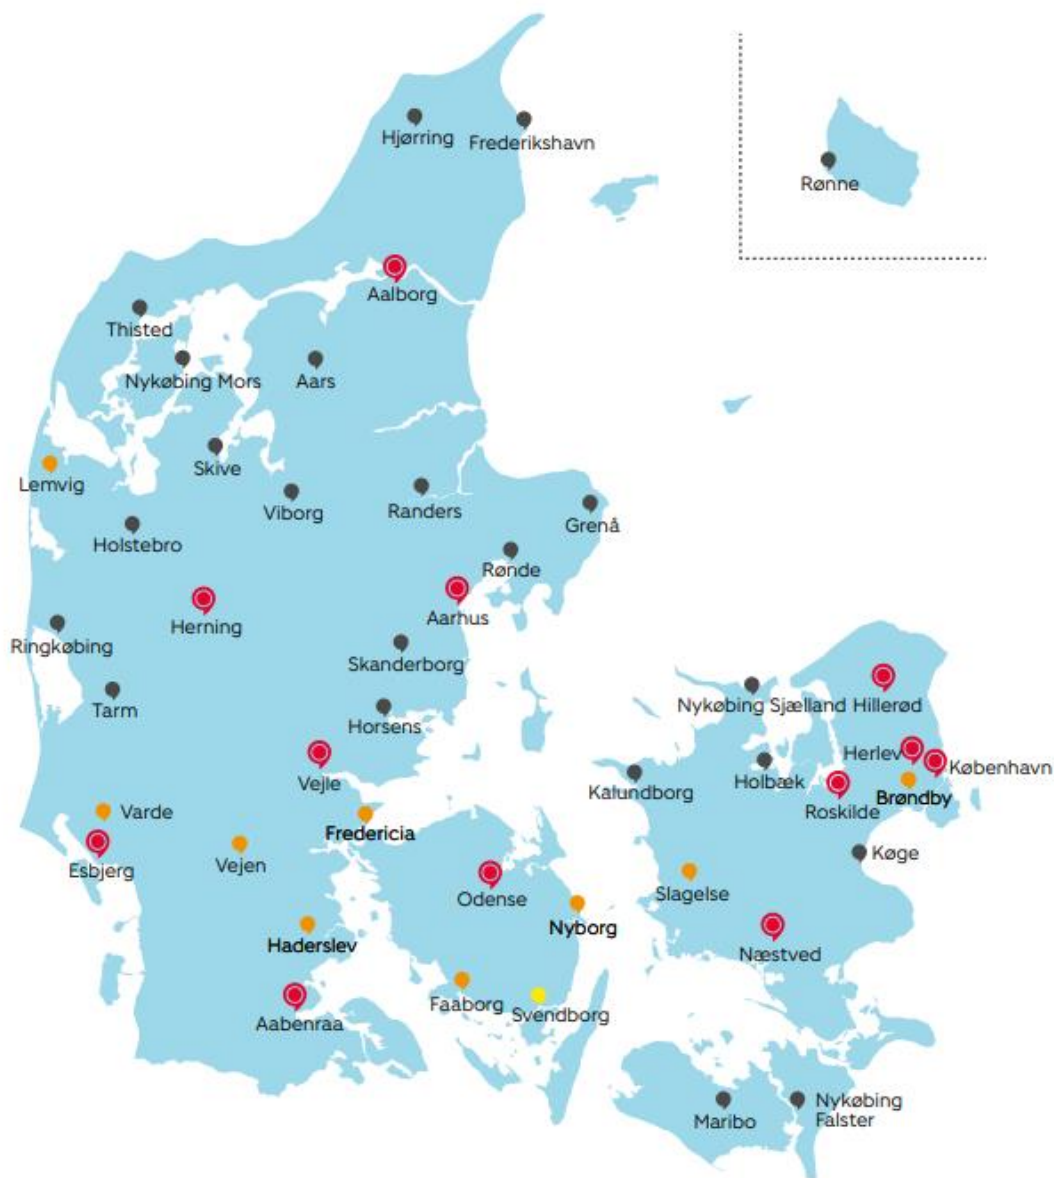 Hjørring
Frederikshavn
Rønne
Aalborg
Thisted
Nykøbing Mors
Aars
Skive
Lemvig
Viborg
Randers
Grenå
Holstebro
Rønde
Herning
Aarhus
Ringkøbing
Skanderborg
Tarm
Horsens
Nykøbing Sjælland
Hillerød
Vejle
Herlev
København
Kalundborg
Holbæk
Roskilde
Brøndby
Varde
Fredericia
Esbjerg
Vejen
Køge
Odense
Slagelse
Nyborg
Haderslev
Næstved
Faaborg
Svendborg
Aabenraa
Maribo
Nykøbing
Falster